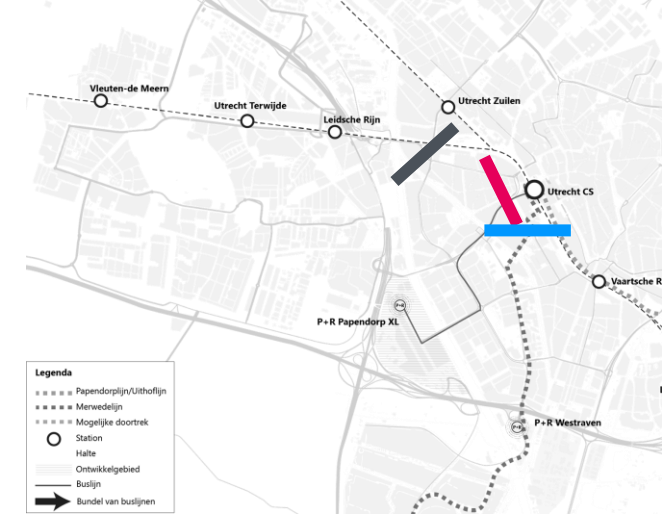 Vleuten-de Meern
Utrecht Terwijde
Leidsche Rijn
Utrecht Zuilen
Utrecht CS
Vaartsche R
P+R
P+R Papendorp XL
P+R
P+R Westraven
Legenda
Papendorplijn/Uithoflijn
Merwedelijn
Mogelijke doortrek
Station
Halte
Ontwikkelgebied
Buslijn
Bundel van buslijnen